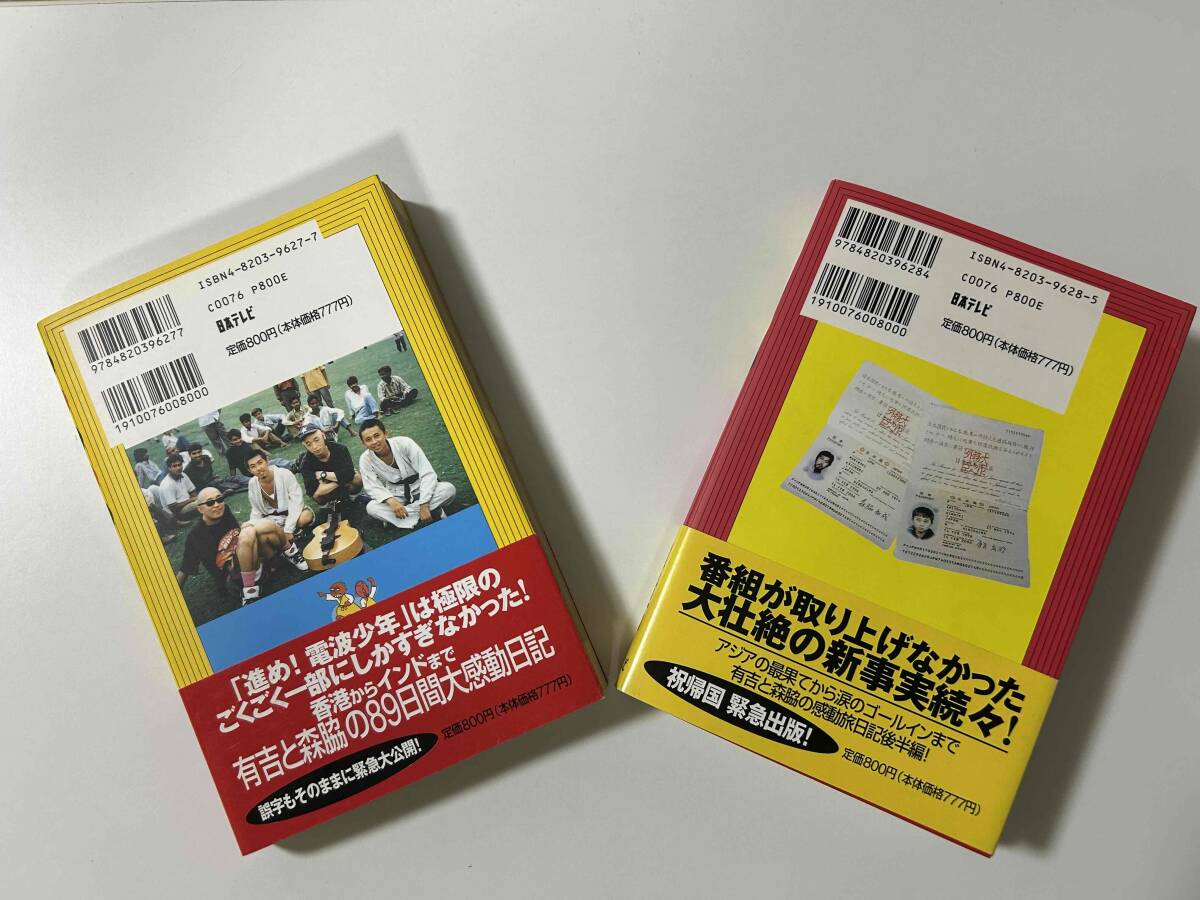 ISBN4-8203-9627-7
9784820396277
C0076 P800E
日本テレビ
1910076008000
定価800円(本体価格777円)
「進め!電波少年」は極限の
ごくごく一部にしかすぎなかった!
香港からインドまで
有吉と森脇の89日間大感動日記
定価800円(本体価格777円)
誤字もそのままに緊急大公開!
ISBN4-8203-9628-5
9784820396284
C0076 P800E
日本テレビ
1910076008000
定価800円(本体価格777円)
番組が取り上げなかった
大壮絶の新事実続々!
アジアの最果てから涙のゴールインまで
有吉と森脇の感動旅日記後半編!
祝帰国 緊急出版!
定価800円(本体価格777円)